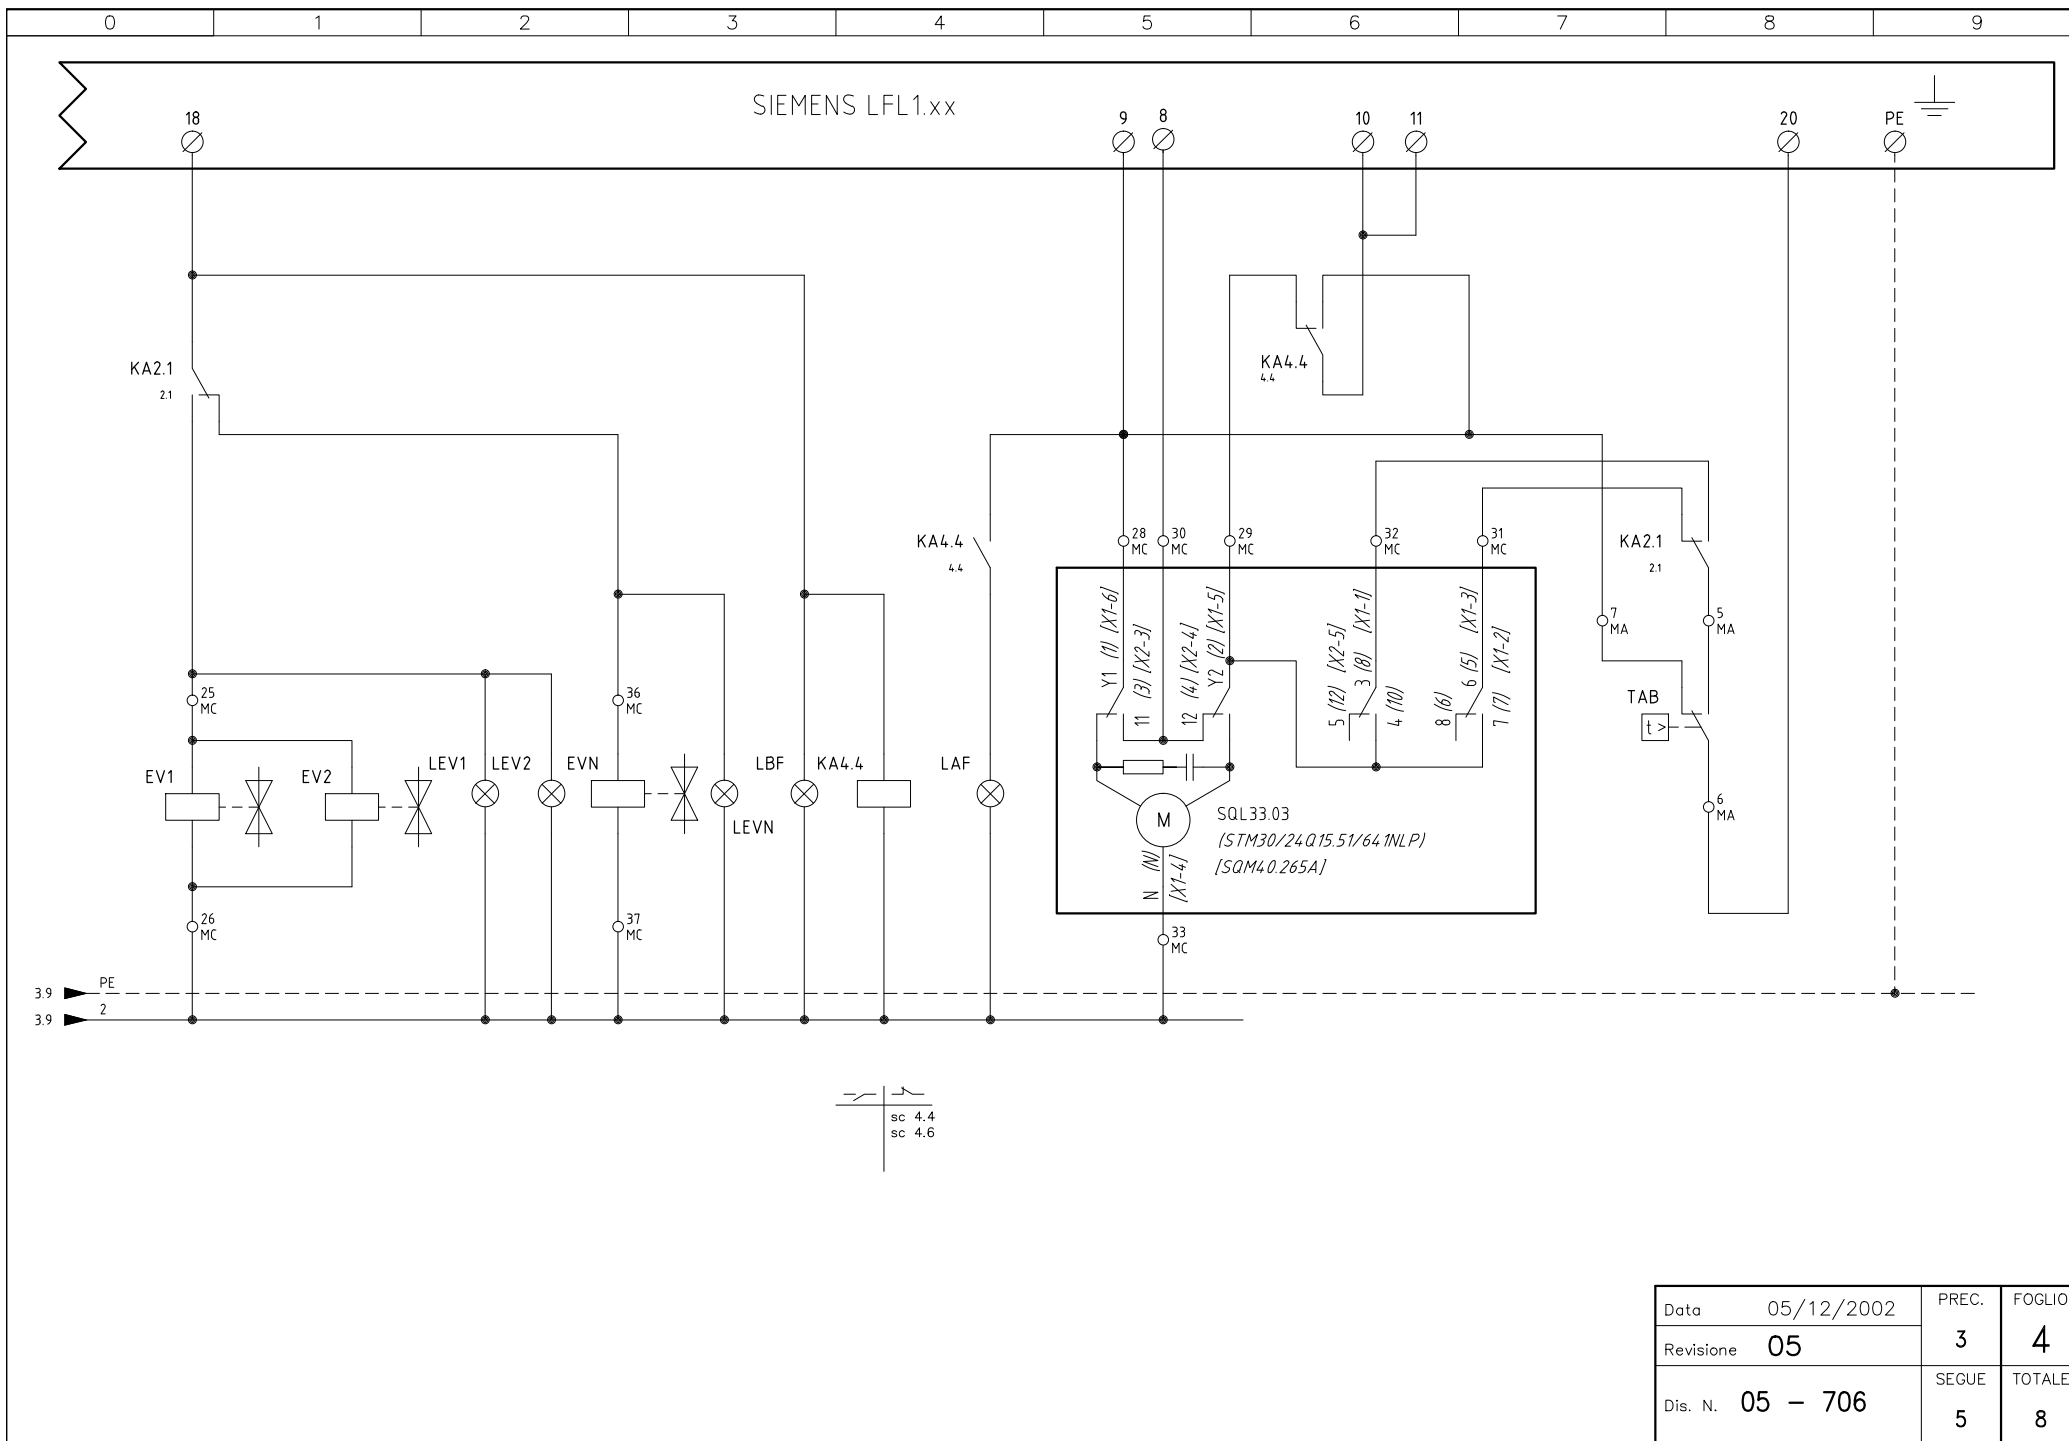 0 1 2 3 4 5 6 7 8 9
SIEMENS LFL1.xx
18 9 8 10 11 20 PE
KA2.1
2.1
KA4.4
4.4
KA4.4
4.4
28
MC
30
MC
29
MC
32
MC
31
MC
KA2.1
2.1
Y1 (1) [X1-6]
11 (3) [X2-3]
12 (4) [X2-4]
Y2 (2) [X1-5]
5 (12) [X2-5]
3 (8) [X1-1]
4 (10)
8 (6)
6 (5) [X1-3]
7 (7) [X1-2]
7
MA
5
MA
25
MC
36
MC
TAB
t >
EV1 EV2 LEV1 LEV2 EVN LBF KA4.4 LAF
LEVN
M
SQL33.03
(STM30/24Q15.51/641NLP)
[SQM40.265A]
6
MA
N (N)
[X1-4]
26
MC
37
MC
33
MC
3.9 PE
3.9 2
sc 4.4
sc 4.6
Data 05/12/2002
Revisione 05
Dis. N. 05 - 706
PREC.
3
FOGLIO
4
SEGUE
5
TOTALE
8